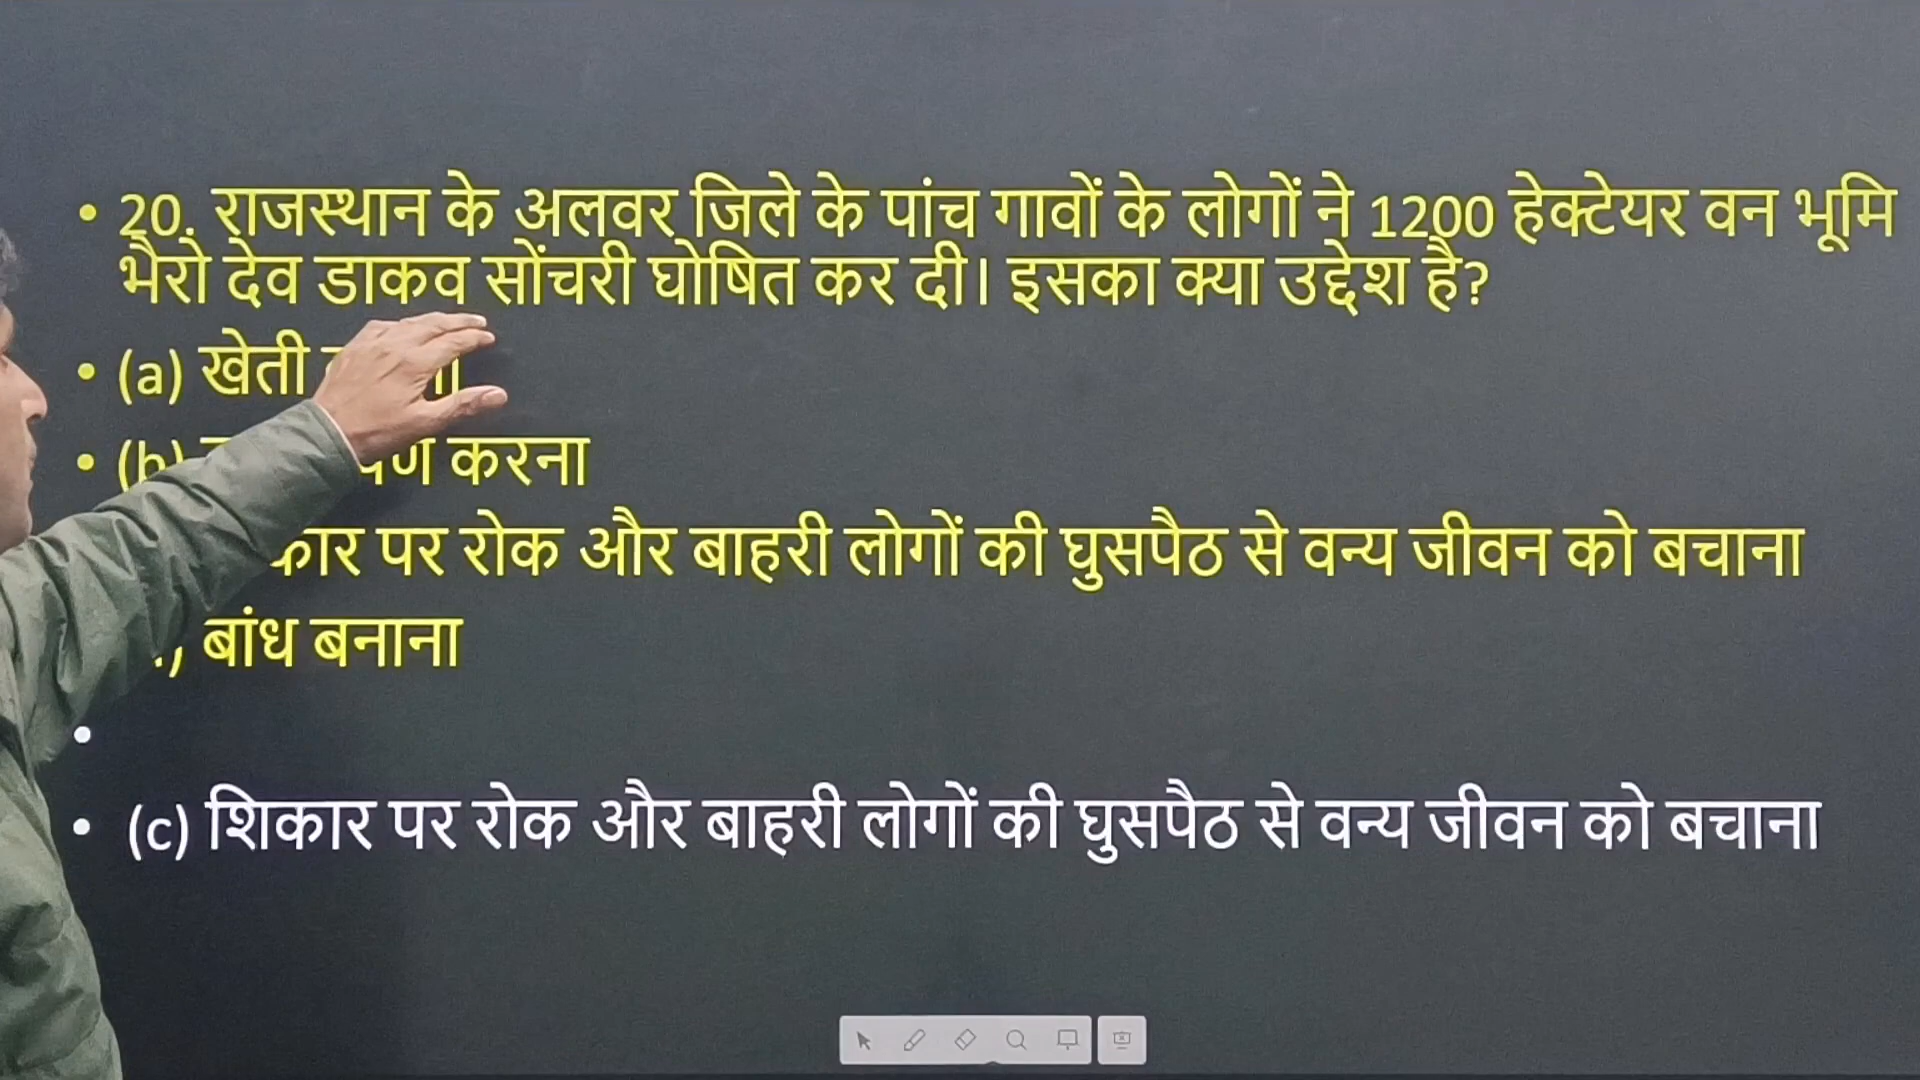 • 20. राजस्थान के अलवर जिले के पांच गावों के लोगों ने 1200 हेक्टेयर वन भूमि
भैरो देव डाकव सोंचरी घोषित कर दी। इसका क्या उद्देश है?
• (a) खेती
• (b) करना
पर रोक और बाहरी लोगों की घुसपैठ से वन्य जीवन को बचाना
बांध बनाना
•
• (c) शिकार पर रोक और बाहरी लोगों की घुसपैठ से वन्य जीवन को बचाना